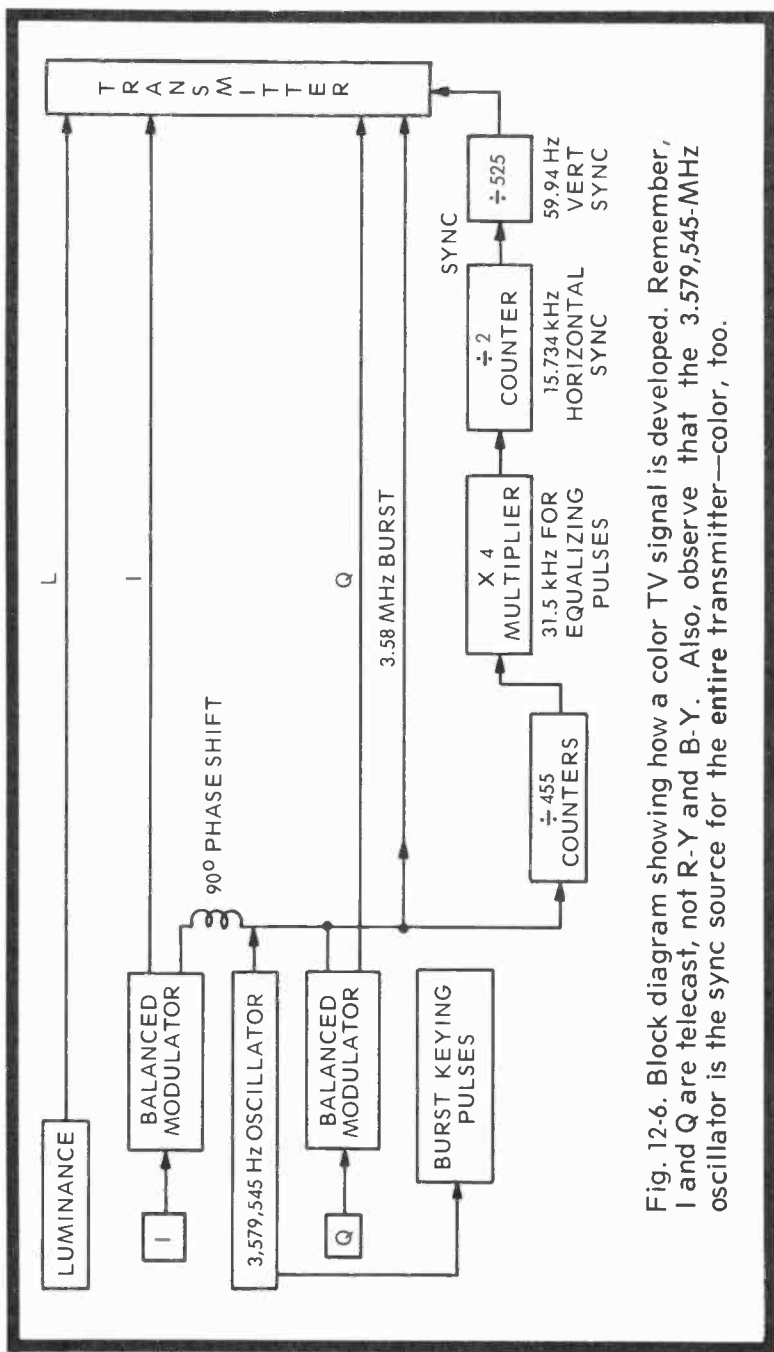 LUMINANCE
L
I
BALANCED
MODULATOR
I
90° PHASE SHIFT
3,579,545 Hz OSCILLATOR
Q
BALANCED
MODULATOR
Q
3.58 MHz BURST
BURST KEYING
PULSES
TRANSMITTER
÷455
COUNTERS
X 4
MULTIPLIER
31.5 kHz FOR
EQUALIZING
PULSES
÷ 2
COUNTER
15.734 kHz
HORIZONTAL
SYNC
SYNC
÷525
59.94 Hz
VERT
SYNC
Fig. 12-6. Block diagram showing how a color TV signal is developed. Remember,
I and Q are telecast, not R-Y and B-Y. Also, observe that the 3.579,545-MHz
oscillator is the sync source for the entire transmitter—color, too.